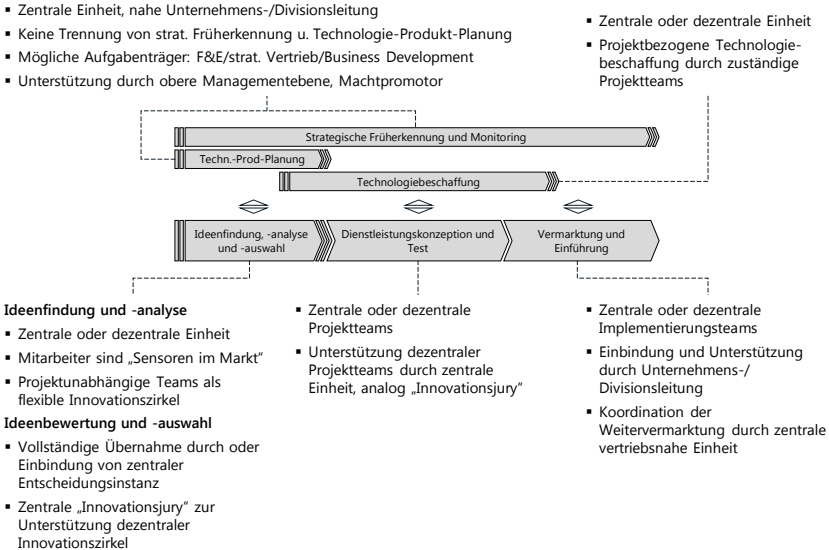 ▪ Zentrale Einheit, nahe Unternehmens-/Divisionsleitung
▪ Keine Trennung von strat. Früherkennung u. Technologie-Produkt-Planung
▪ Mögliche Aufgabenträger: F&E/strat. Vertrieb/Business Development
▪ Unterstützung durch obere Managementebene, Machtpromotor
▪ Zentrale oder dezentrale Einheit
▪ Projektbezogene Technologie-
beschaffung durch zuständige
Projektteams
Strategische Früherkennung und Monitoring
Techn.-Prod-Planung
Technologiebeschaffung
Ideenfindung, -analyse
und -auswahl
Dienstleistungskonzeption und
Test
Vermarktung und
Einführung
Ideenfindung und -analyse
▪ Zentrale oder dezentrale Einheit
▪ Mitarbeiter sind „Sensoren im Markt“
▪ Projektunabhängige Teams als
flexible Innovationszirkel
Ideenbewertung und -auswahl
▪ Vollständige Übernahme durch oder
Einbindung von zentraler
Entscheidungsinstanz
▪ Zentrale „Innovationsjury“ zur
Unterstützung dezentraler
Innovationszirkel
▪ Zentrale oder dezentrale
Projektteams
▪ Unterstützung dezentraler
Projektteams durch zentrale
Einheit, analog „Innovationsjury“
▪ Zentrale oder dezentrale
Implementierungsteams
▪ Einbindung und Unterstützung
durch Unternehmens-/
Divisionsleitung
▪ Koordination der
Weitervermarktung durch zentrale
vertriebsnahe Einheit